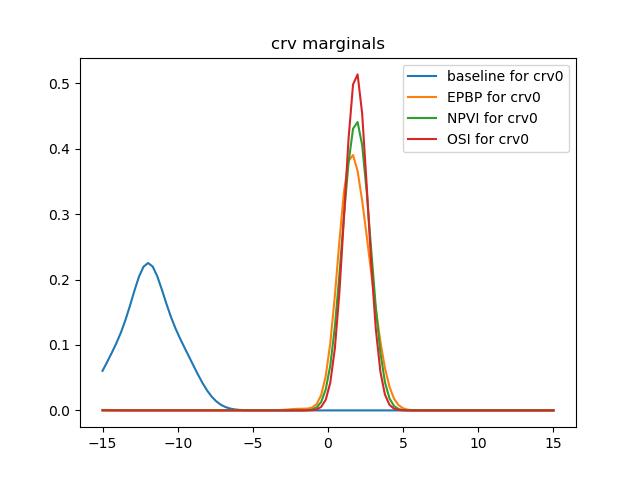 crv marginals
baseline for crv0
EPBP for crv0
NPVI for crv0
OSI for crv0
0.5
0.4
0.3
0.2
0.1
0.0
−15 −10 −5 0 5 10 15